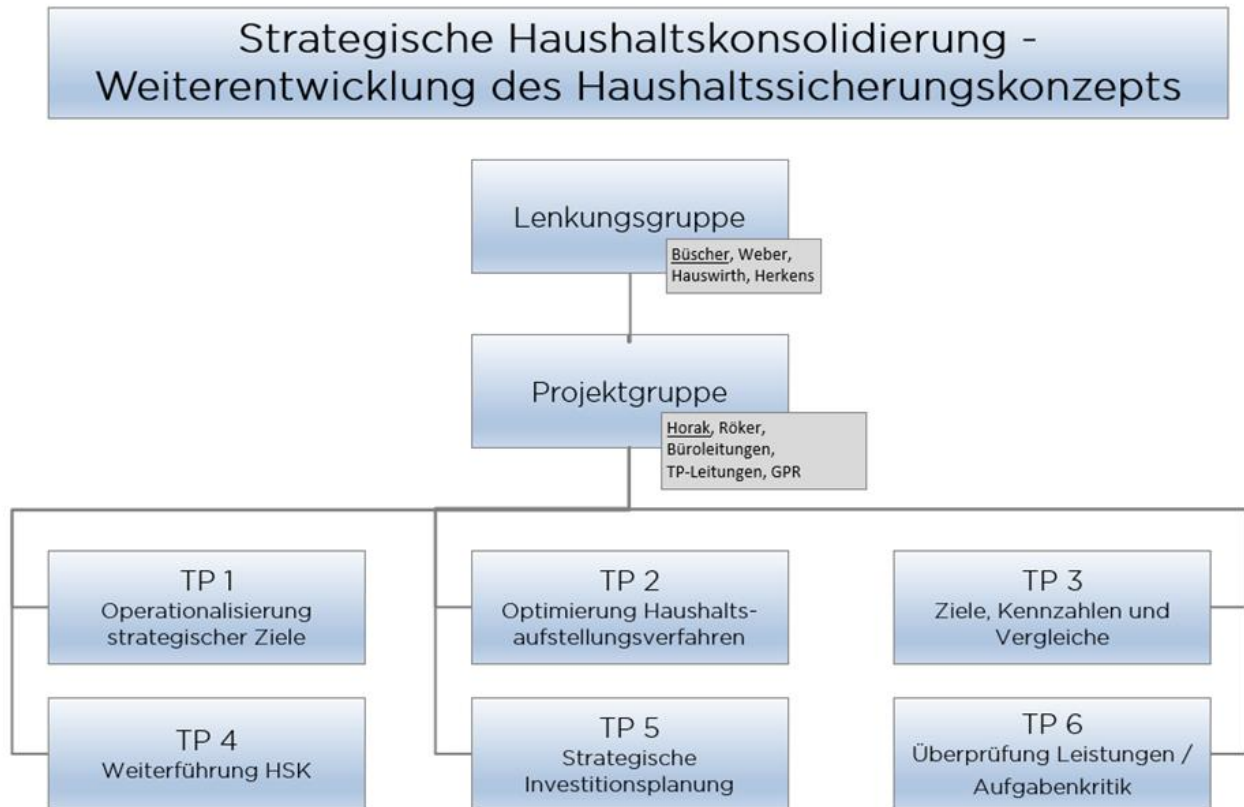 Strategische Haushaltskonsolidierung -
Weiterentwicklung des Haushaltssicherungskonzepts
Lenkungsgruppe
Büscher, Weber,
Hauswirth, Herkens
Projektgruppe
Horak, Röker,
Büroleitungen,
TP-Leitungen, GPR
TP 1
Operationalisierung
strategischer Ziele
TP 2
Optimierung Haushalts-
aufstellungsverfahren
TP 3
Ziele, Kennzahlen und
Vergleiche
TP 4
Weiterführung HSK
TP 5
Strategische
Investitionsplanung
TP 6
Überprüfung Leistungen /
Aufgabenkritik